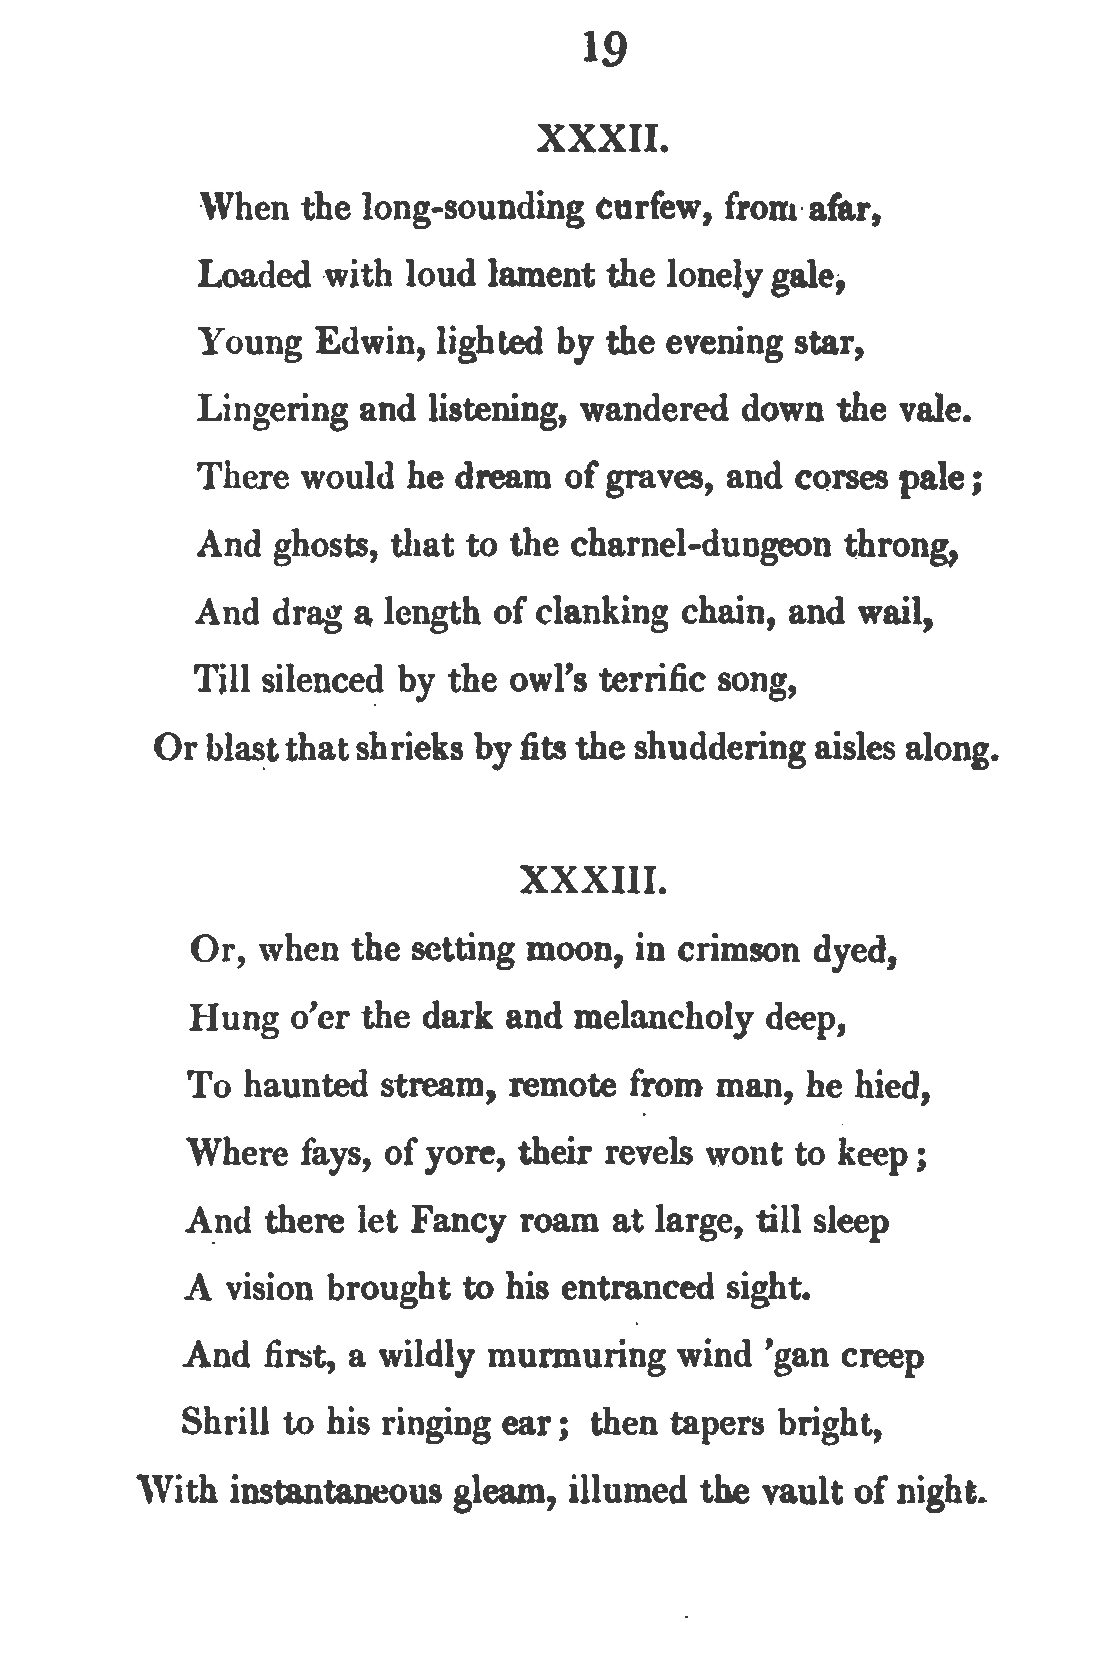 19
XXXII.
When the long-sounding curfew, from afar,
Loaded with loud lament the lonely gale,
Young Edwin, lighted by the evening star,
Lingering and listening, wandered down the vale.
There would he dream of graves, and corses pale;
And ghosts, that to the charnel-dungeon throng,
And drag a length of clanking chain, and wail,
Till silenced by the owl's terrific song,
Or blast that shrieks by fits the shuddering aisles along.
XXXIII.
Or, when the setting moon, in crimson dyed,
Hung o'er the dark and melancholy deep,
To haunted stream, remote from man, he hied,
Where fays, of yore, their revels wont to keep;
And there let Fancy roam at large, till sleep
A vision brought to his entranced sight.
And first, a wildly murmuring wind 'gan creep
Shrill to his ringing ear; then tapers bright,
With instantaneous gleam, illumed the vault of night.